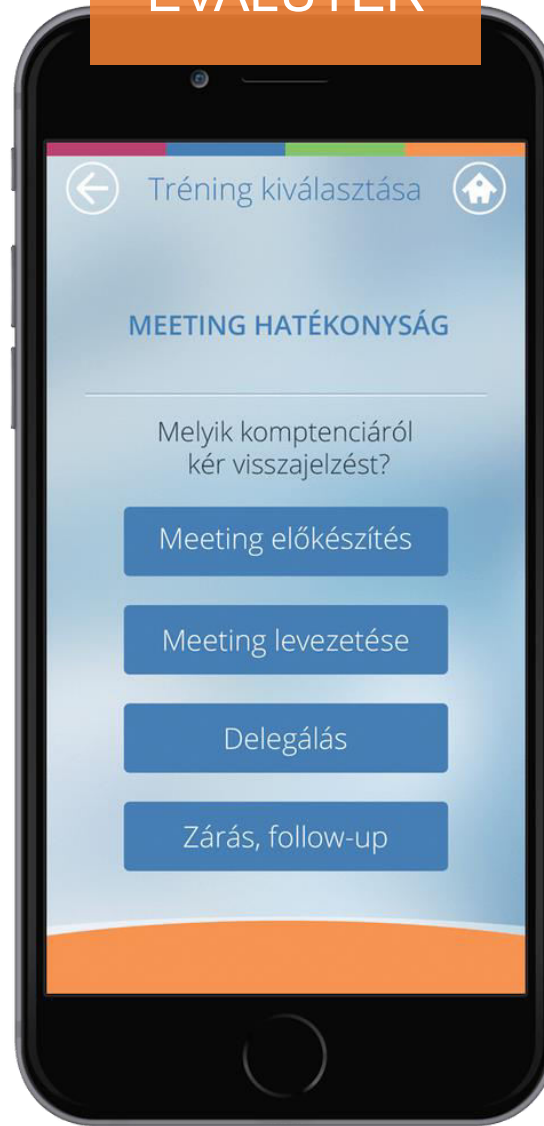 Tréning kiválasztása
MEETING HATÉKONYSÁG
Melyik komptenciáról
kér visszajelzést?
Meeting előkészítés
Meeting levezetése
Delegálás
Zárás, follow-up